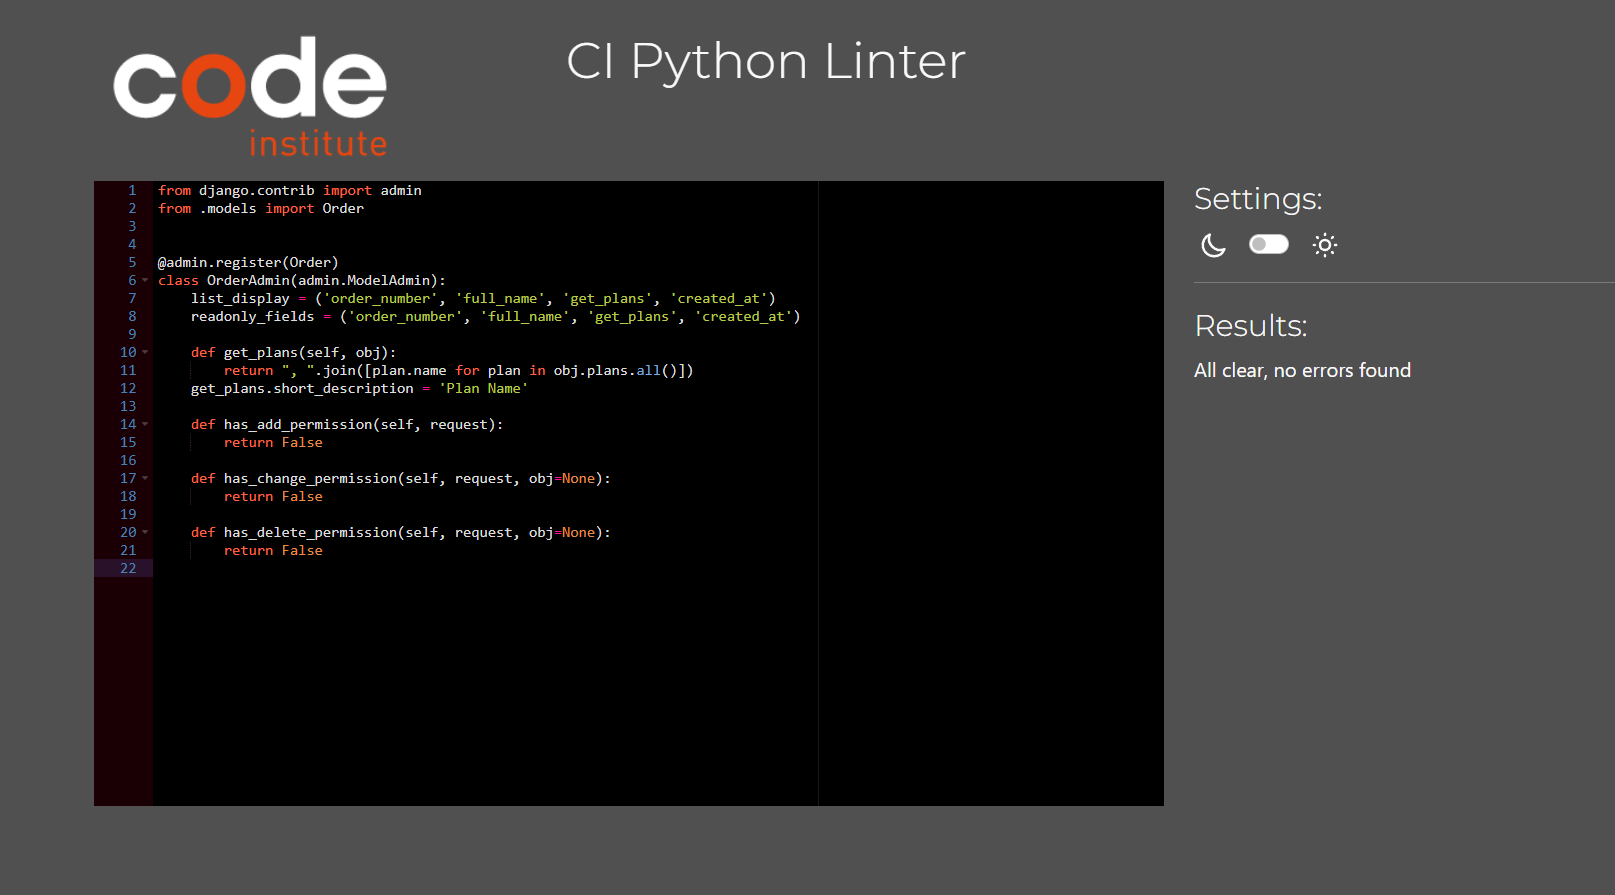 code
institute
CI Python Linter
1 from django.contrib import admin
2 from .models import Order
3
4
5 @admin.register(Order)
6 class OrderAdmin(admin.ModelAdmin):
7     list_display = ('order_number', 'full_name', 'get_plans', 'created_at')
8     readonly_fields = ('order_number', 'full_name', 'get_plans', 'created_at')
9
10     def get_plans(self, obj):
11         return ", ".join([plan.name for plan in obj.plans.all()])
12     get_plans.short_description = 'Plan Name'
13
14     def has_add_permission(self, request):
15         return False
16
17     def has_change_permission(self, request, obj=None):
18         return False
19
20     def has_delete_permission(self, request, obj=None):
21         return False
22
Settings:
Results:
All clear, no errors found